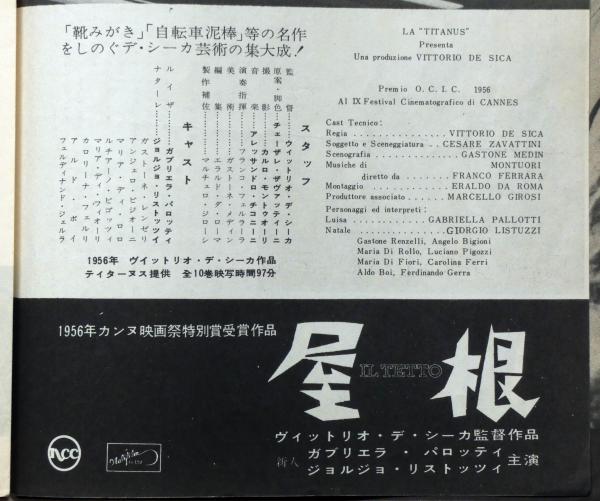 「靴みがき」「自転車泥棒」等の名作
をしのぐデ・シーカ芸術の集大成!
スタッフ
監督………ヴィットリオ・デ・シーカ
原案・脚色…チェーザレ・ザヴァッティーニ
撮影………カルロ・モントゥオーリ
音楽………アレッサンドロ・チコニーニ
演奏指揮………フランコ・フェルラーラ
美術………ガストーネ・メディン
編集………エラルド・ダ・ローマ
製作補佐………マルチェロ・ジローシ
キャスト
ルイザ………ガブリエラ・パロッティ
ナターレ………ジョルジョ・リストッツイ
ガストーネ・レンゼリ
アンジェロ・ビジオーニ
マリア・ディ・ロロ
ルチアーノ・ピゴッツイ
マリア・ディ・フィオーリ
カロリーナ・フェルリ
アルド・ボイ
フェルディナンド・ジェルラ
1956年 ヴイットリオ・デ・シーカ作品
ティターヌス提供 全10巻映写時間97分
LA "TITANUS"
Presenta
Una produzione VITTORIO DE SICA
Premio O. C. I. C. 1956
Al IX Festival Cinematografico di CANNES
Cast Tecnico:
Regia . . . . . . . . . . . . . VITTORIO DE SICA
Soggetto e Sceneggiatura . . CESARE ZAVATTINI
Scenografia . . . . . . . . . . GASTONE MEDIN
Musiche di . . . . . . . . . . . MONTUORI
diretto da . . . . . . . FRANCO FERRARA
Montaggio . . . . . . . . . . ERALDO DA ROMA
Produttore associato . . . . . . MARCELLO GIROSI
Personaggi ed interpreti:
Luisa . . . . . . . . . . . . GABRIELLA PALLOTTI
Natale . . . . . . . . . . . . . GIORGIO LISTUZZI
Gastone Renzelli, Angelo Bigioni
Maria Di Rollo, Luciano Pigozzi
Maria Di Fiori, Carolina Ferri
Aldo Boi, Ferdinando Gerra
1956年カンヌ映画祭特別賞受賞作品
屋根
IL TETTO
ヴィットリオ・デ・シーカ監督作品
新人 ガブリエラ・パロッティ
ジョルジョ・リストッツィ 主演
NCC